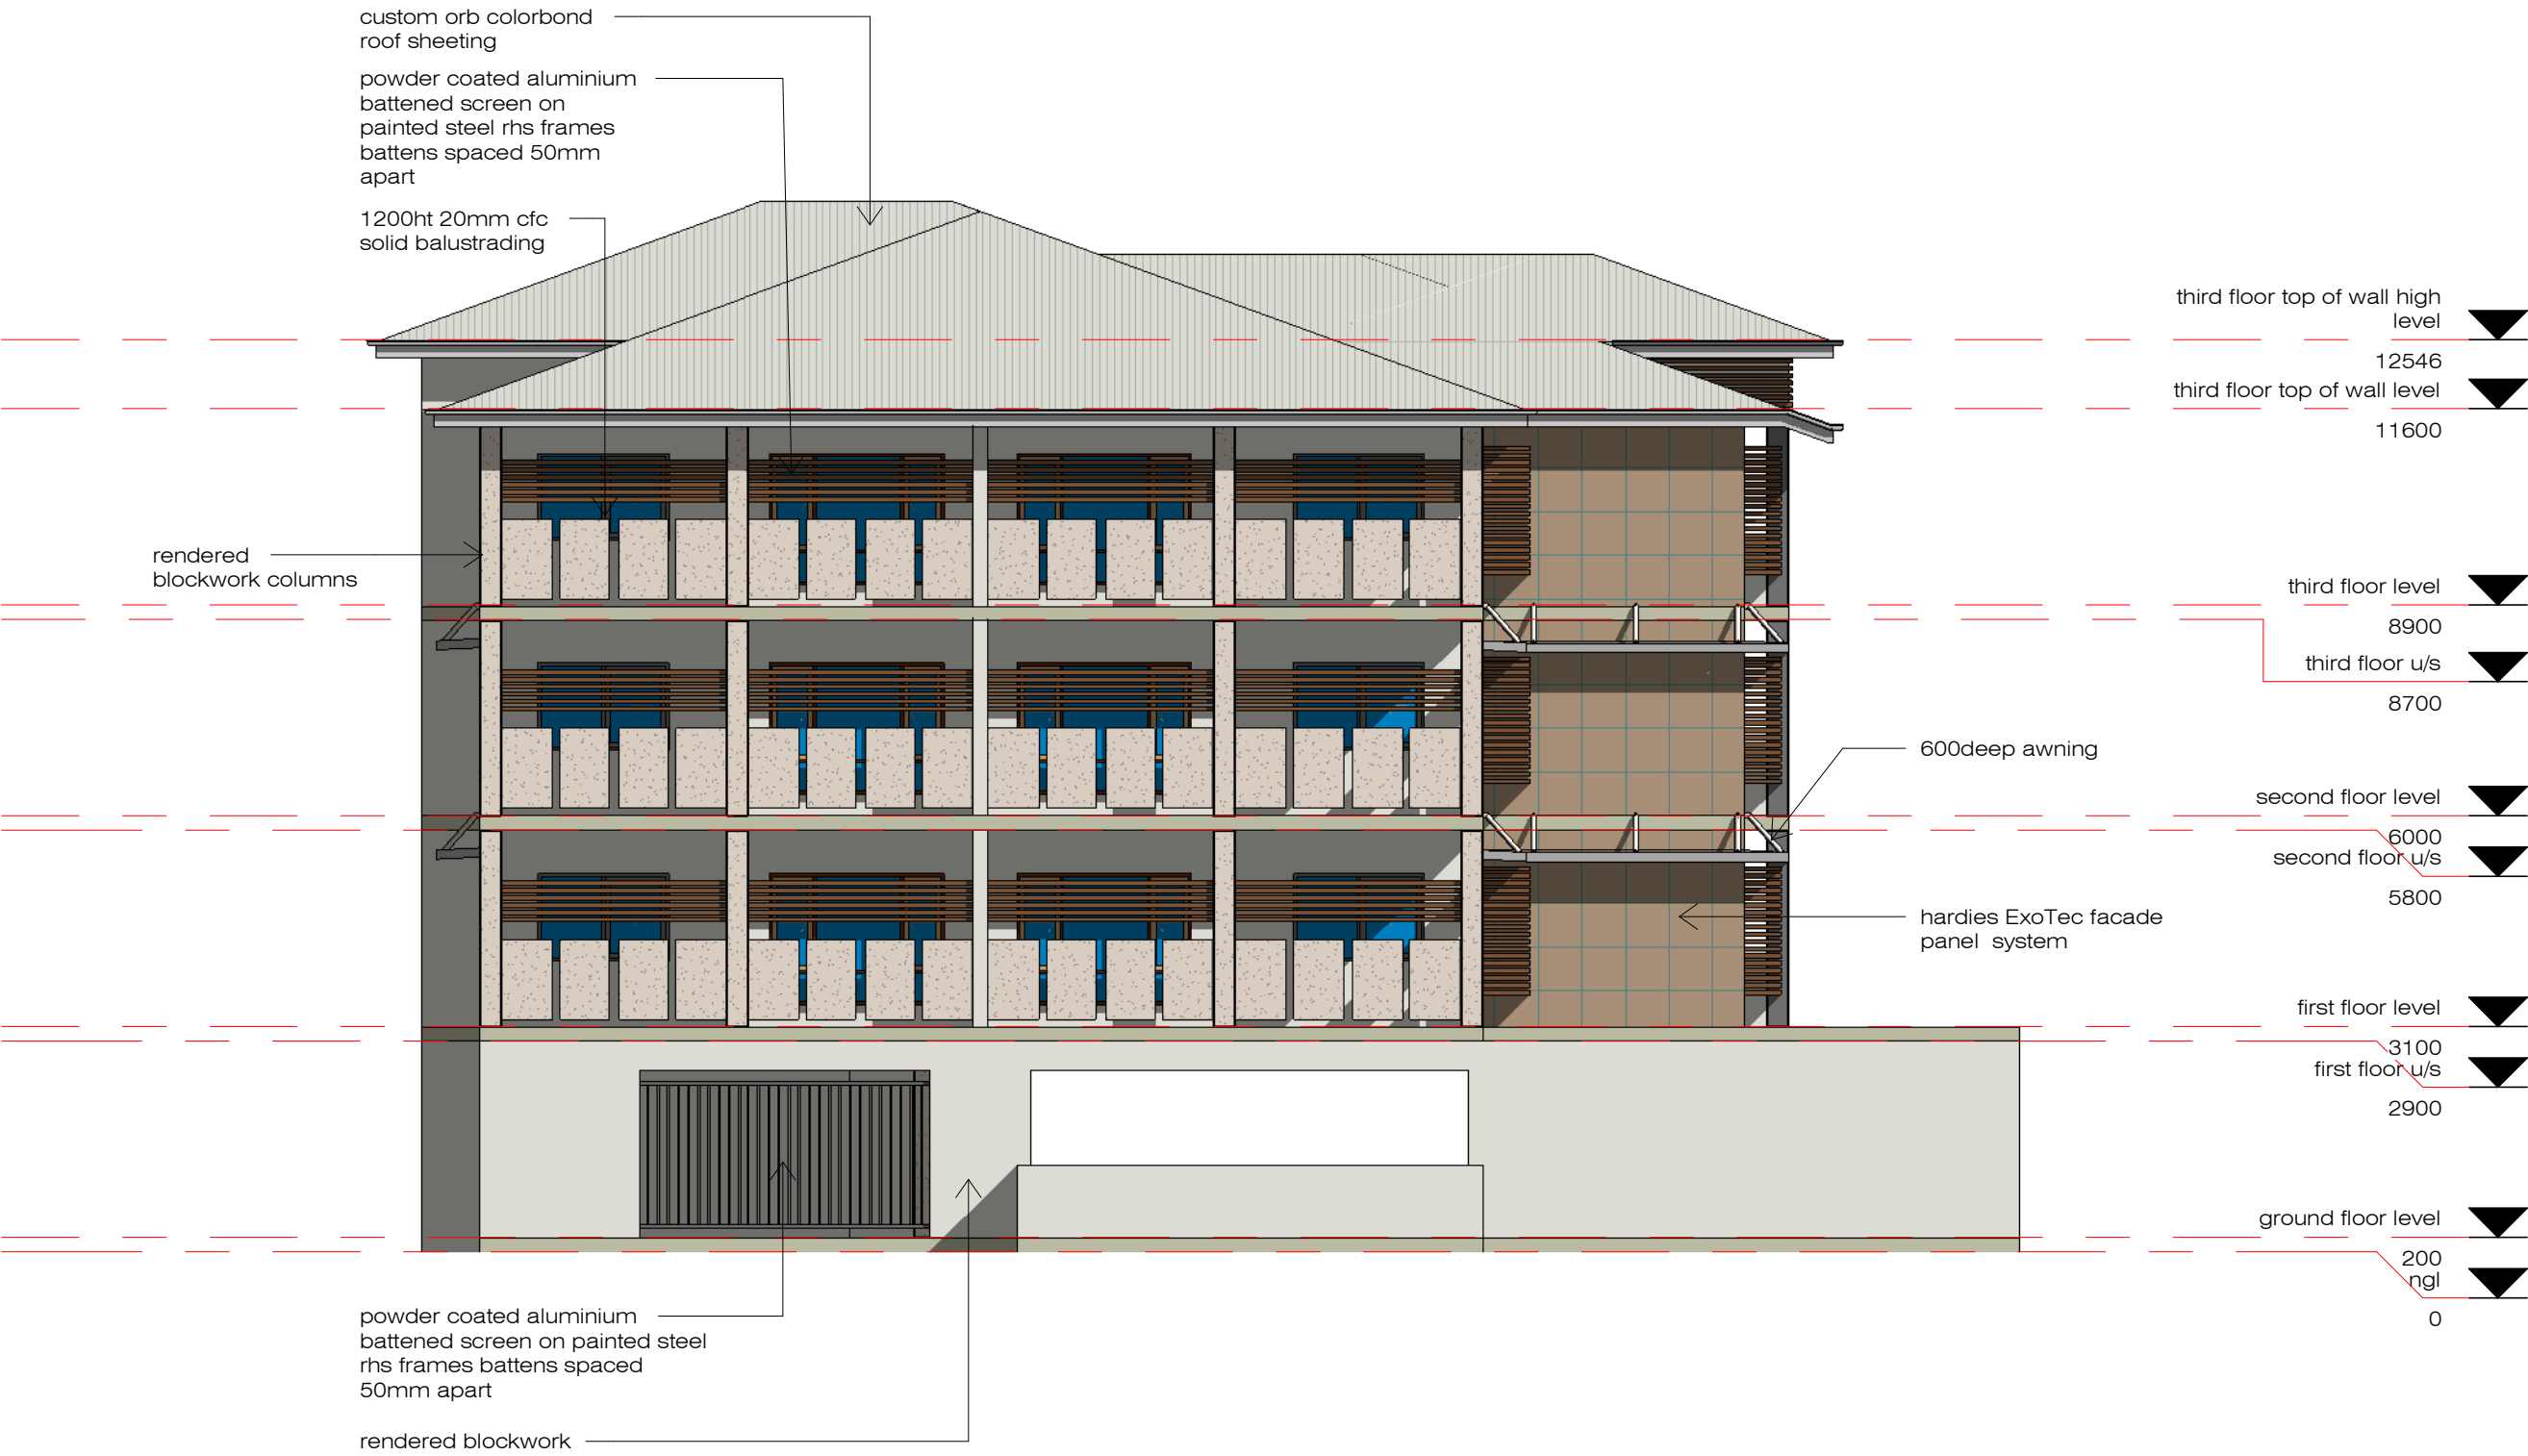 custom orb colorbond
roof sheeting
powder coated aluminium
battened screen on
painted steel rhs frames
battens spaced 50mm
apart
1200ht 20mm cfc
solid balustrading
rendered
blockwork columns
third floor top of wall high
level
12546
third floor top of wall level
11600
third floor level
8900
third floor u/s
8700
600deep awning
second floor level
6000
second floor u/s
5800
hardies ExoTec facade
panel system
first floor level
3100
first floor u/s
2900
ground floor level
200
ngl
0
powder coated aluminium
battened screen on painted steel
rhs frames battens spaced
50mm apart
rendered blockwork